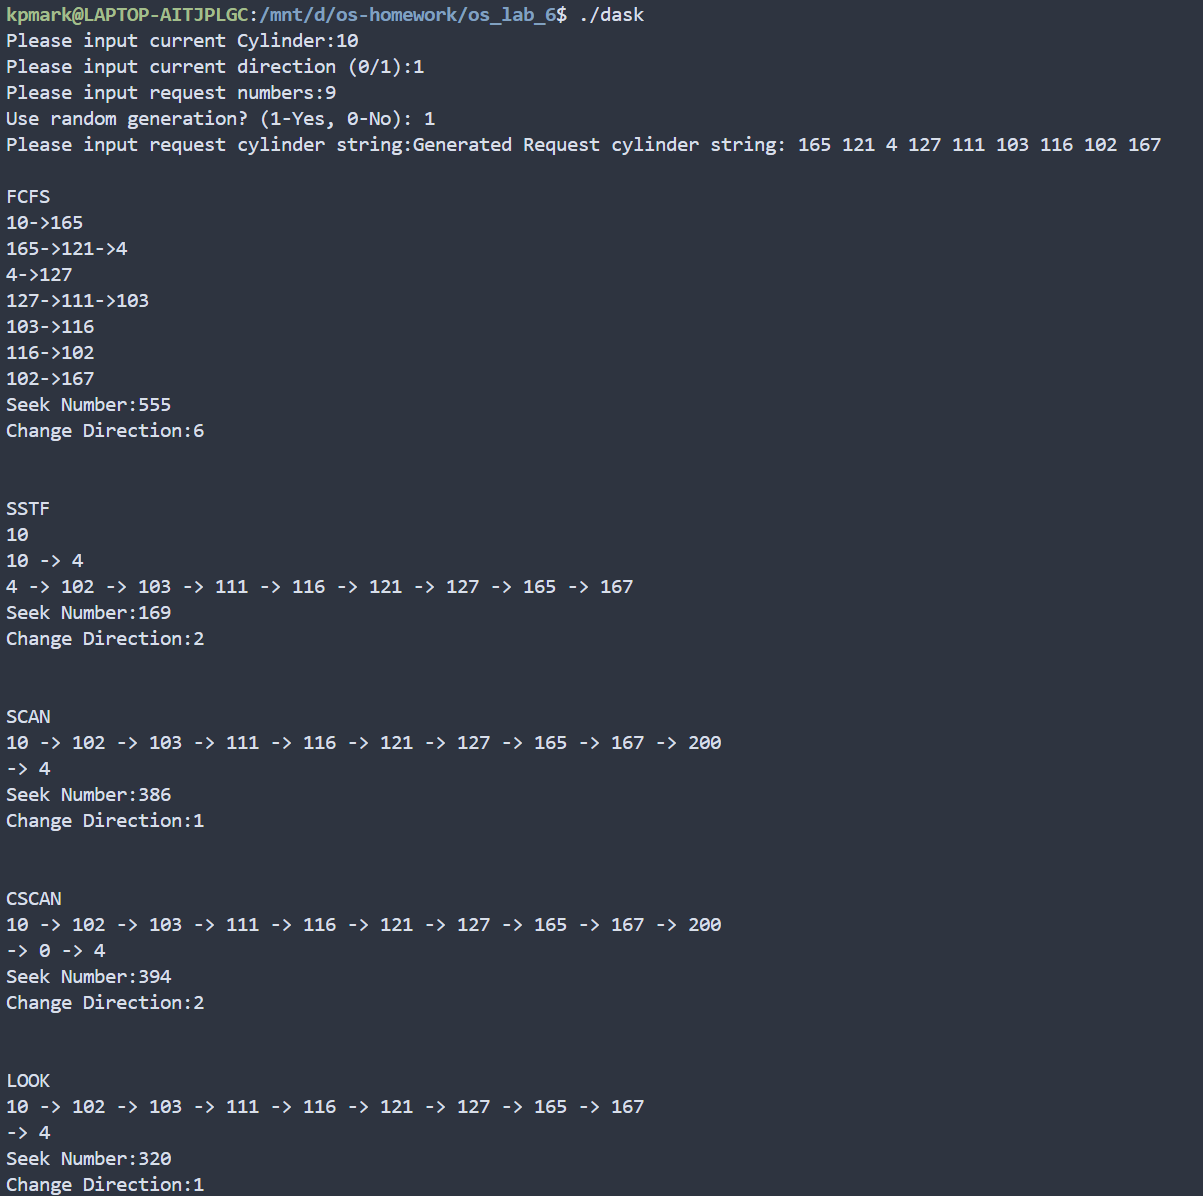 kpmark@LAPTOP-AITJPLGC:/mnt/d/os-homework/os_lab_6$ ./dask
Please input current Cylinder:10
Please input current direction (0/1):1
Please input request numbers:9
Use random generation? (1-Yes, 0-No): 1
Please input request cylinder string:Generated Request cylinder string: 165 121 4 127 111 103 116 102 167
FCFS
10->165
165->121->4
4->127
127->111->103
103->116
116->102
102->167
Seek Number:555
Change Direction:6
SSTF
10
10 -> 4
4 -> 102 -> 103 -> 111 -> 116 -> 121 -> 127 -> 165 -> 167
Seek Number:169
Change Direction:2
SCAN
10 -> 102 -> 103 -> 111 -> 116 -> 121 -> 127 -> 165 -> 167 -> 200
-> 4
Seek Number:386
Change Direction:1
CSCAN
10 -> 102 -> 103 -> 111 -> 116 -> 121 -> 127 -> 165 -> 167 -> 200
-> 0 -> 4
Seek Number:394
Change Direction:2
LOOK
10 -> 102 -> 103 -> 111 -> 116 -> 121 -> 127 -> 165 -> 167
-> 4
Seek Number:320
Change Direction:1